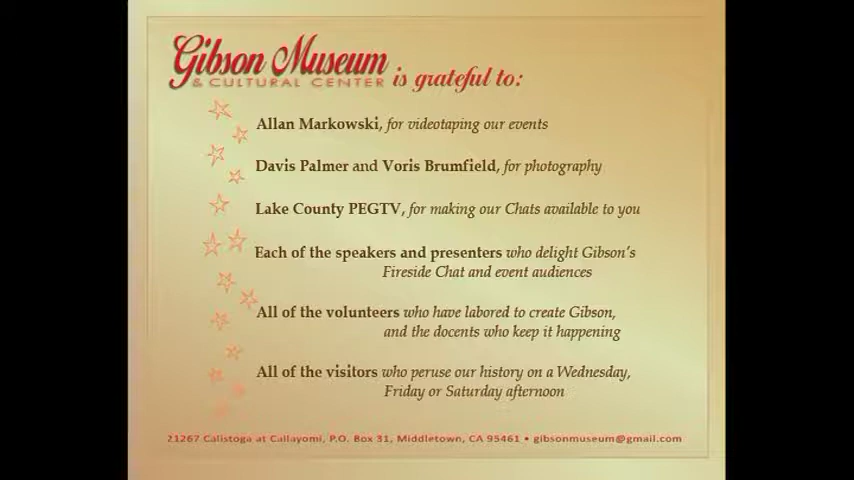 Gibson Museum
& CULTURAL CENTER is grateful to:
Allan Markowski, for videotaping our events
Davis Palmer and Voris Brumfield, for photography
Lake County PEGTV, for making our Chats available to you
Each of the speakers and presenters who delight Gibson's
Fireside Chat and event audiences
All of the volunteers who have labored to create Gibson,
and the docents who keep it happening
All of the visitors who peruse our history on a Wednesday,
Friday or Saturday afternoon
21267 Calistoga at Callayomi, P.O. Box 31, Middletown, CA 95461 • gibsonmuseum@gmail.com